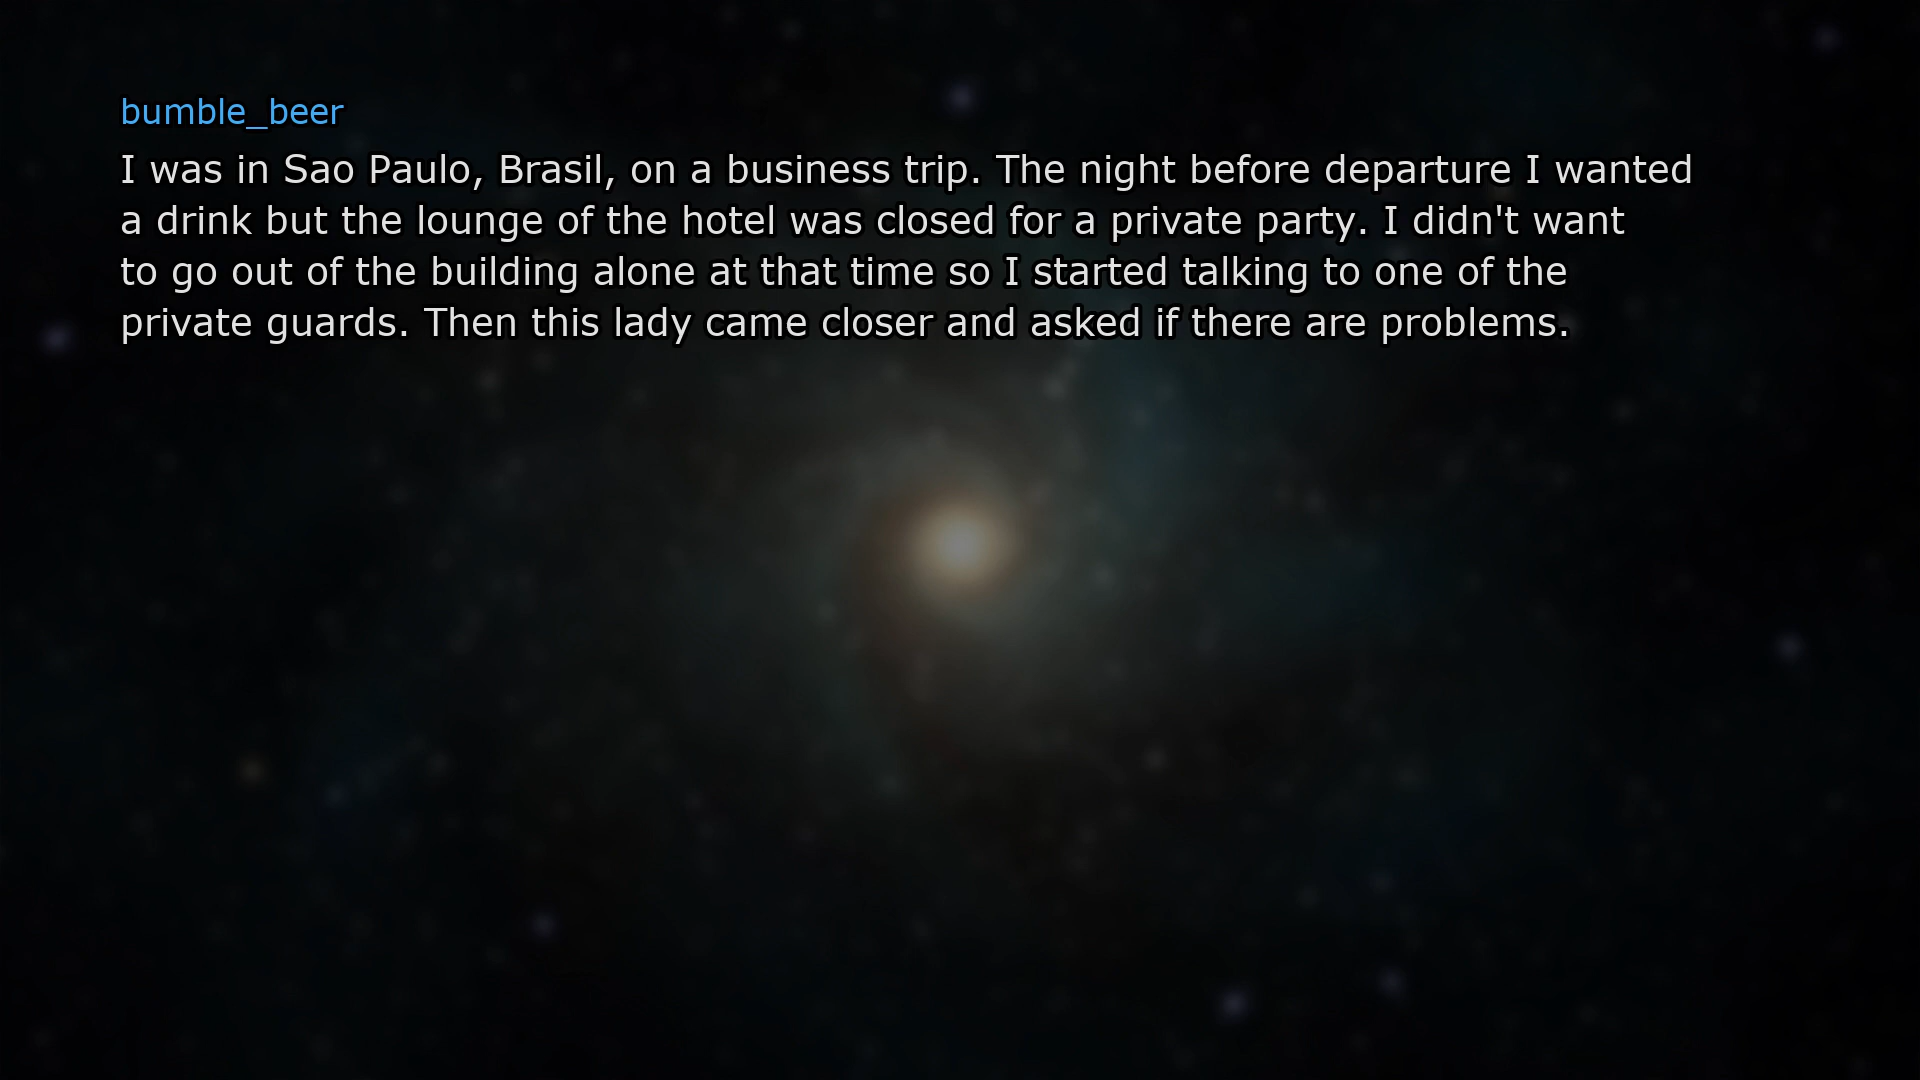 bumble_beer
I was in Sao Paulo, Brasil, on a business trip. The night before departure I wanted
a drink but the lounge of the hotel was closed for a private party. I didn't want
to go out of the building alone at that time so I started talking to one of the
private guards. Then this lady came closer and asked if there are problems.